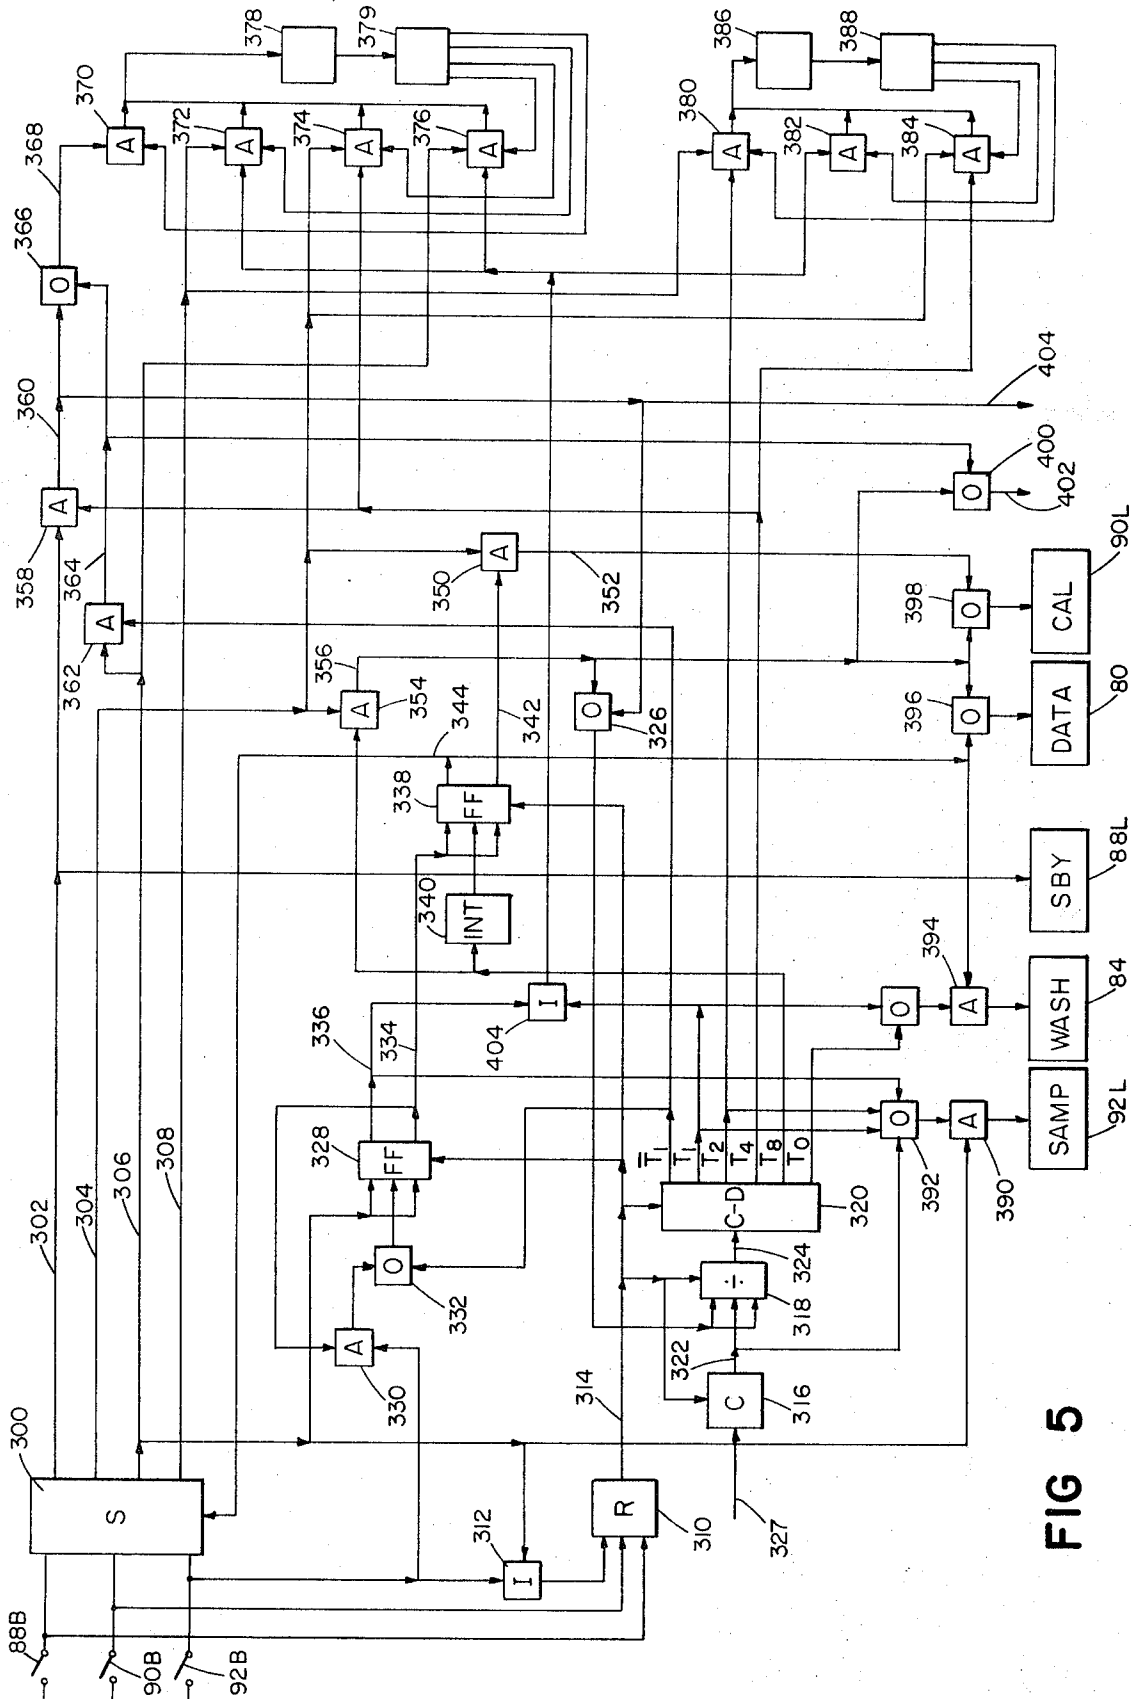 378
379
370
372
374
376
A
A
A
A
386
388
380
382
384
A
A
A
368
366
O
360
358
A
364
362
A
404
400
O
402
350
A
352
356
354
A
344
342
O
326
398
O
396
O
CAL
90L
DATA
80
338
FF
340
INT
SBY
88L
336
334
404
I
394
O
A
WASH
84
328
FF
O
332
A
330
T̅1
T1
T2
T4
T8
T0
C-D
320
324
÷
318
322
C
316
327
O
392
A
390
SAMP
92L
302
304
306
308
300
S
314
312
I
R
310
88B
90B
92B
FIG 5